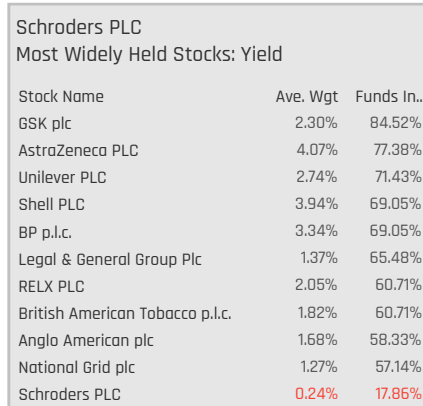 Schroders PLC
Most Widely Held Stocks: Yield
Stock Name Ave. Wgt Funds In..
GSK plc 2.30% 84.52%
AstraZeneca PLC 4.07% 77.38%
Unilever PLC 2.74% 71.43%
Shell PLC 3.94% 69.05%
BP p.l.c. 3.34% 69.05%
Legal & General Group Plc 1.37% 65.48%
RELX PLC 2.05% 60.71%
British American Tobacco p.l.c. 1.82% 60.71%
Anglo American plc 1.68% 58.33%
National Grid plc 1.27% 57.14%
Schroders PLC 0.24% 17.86%